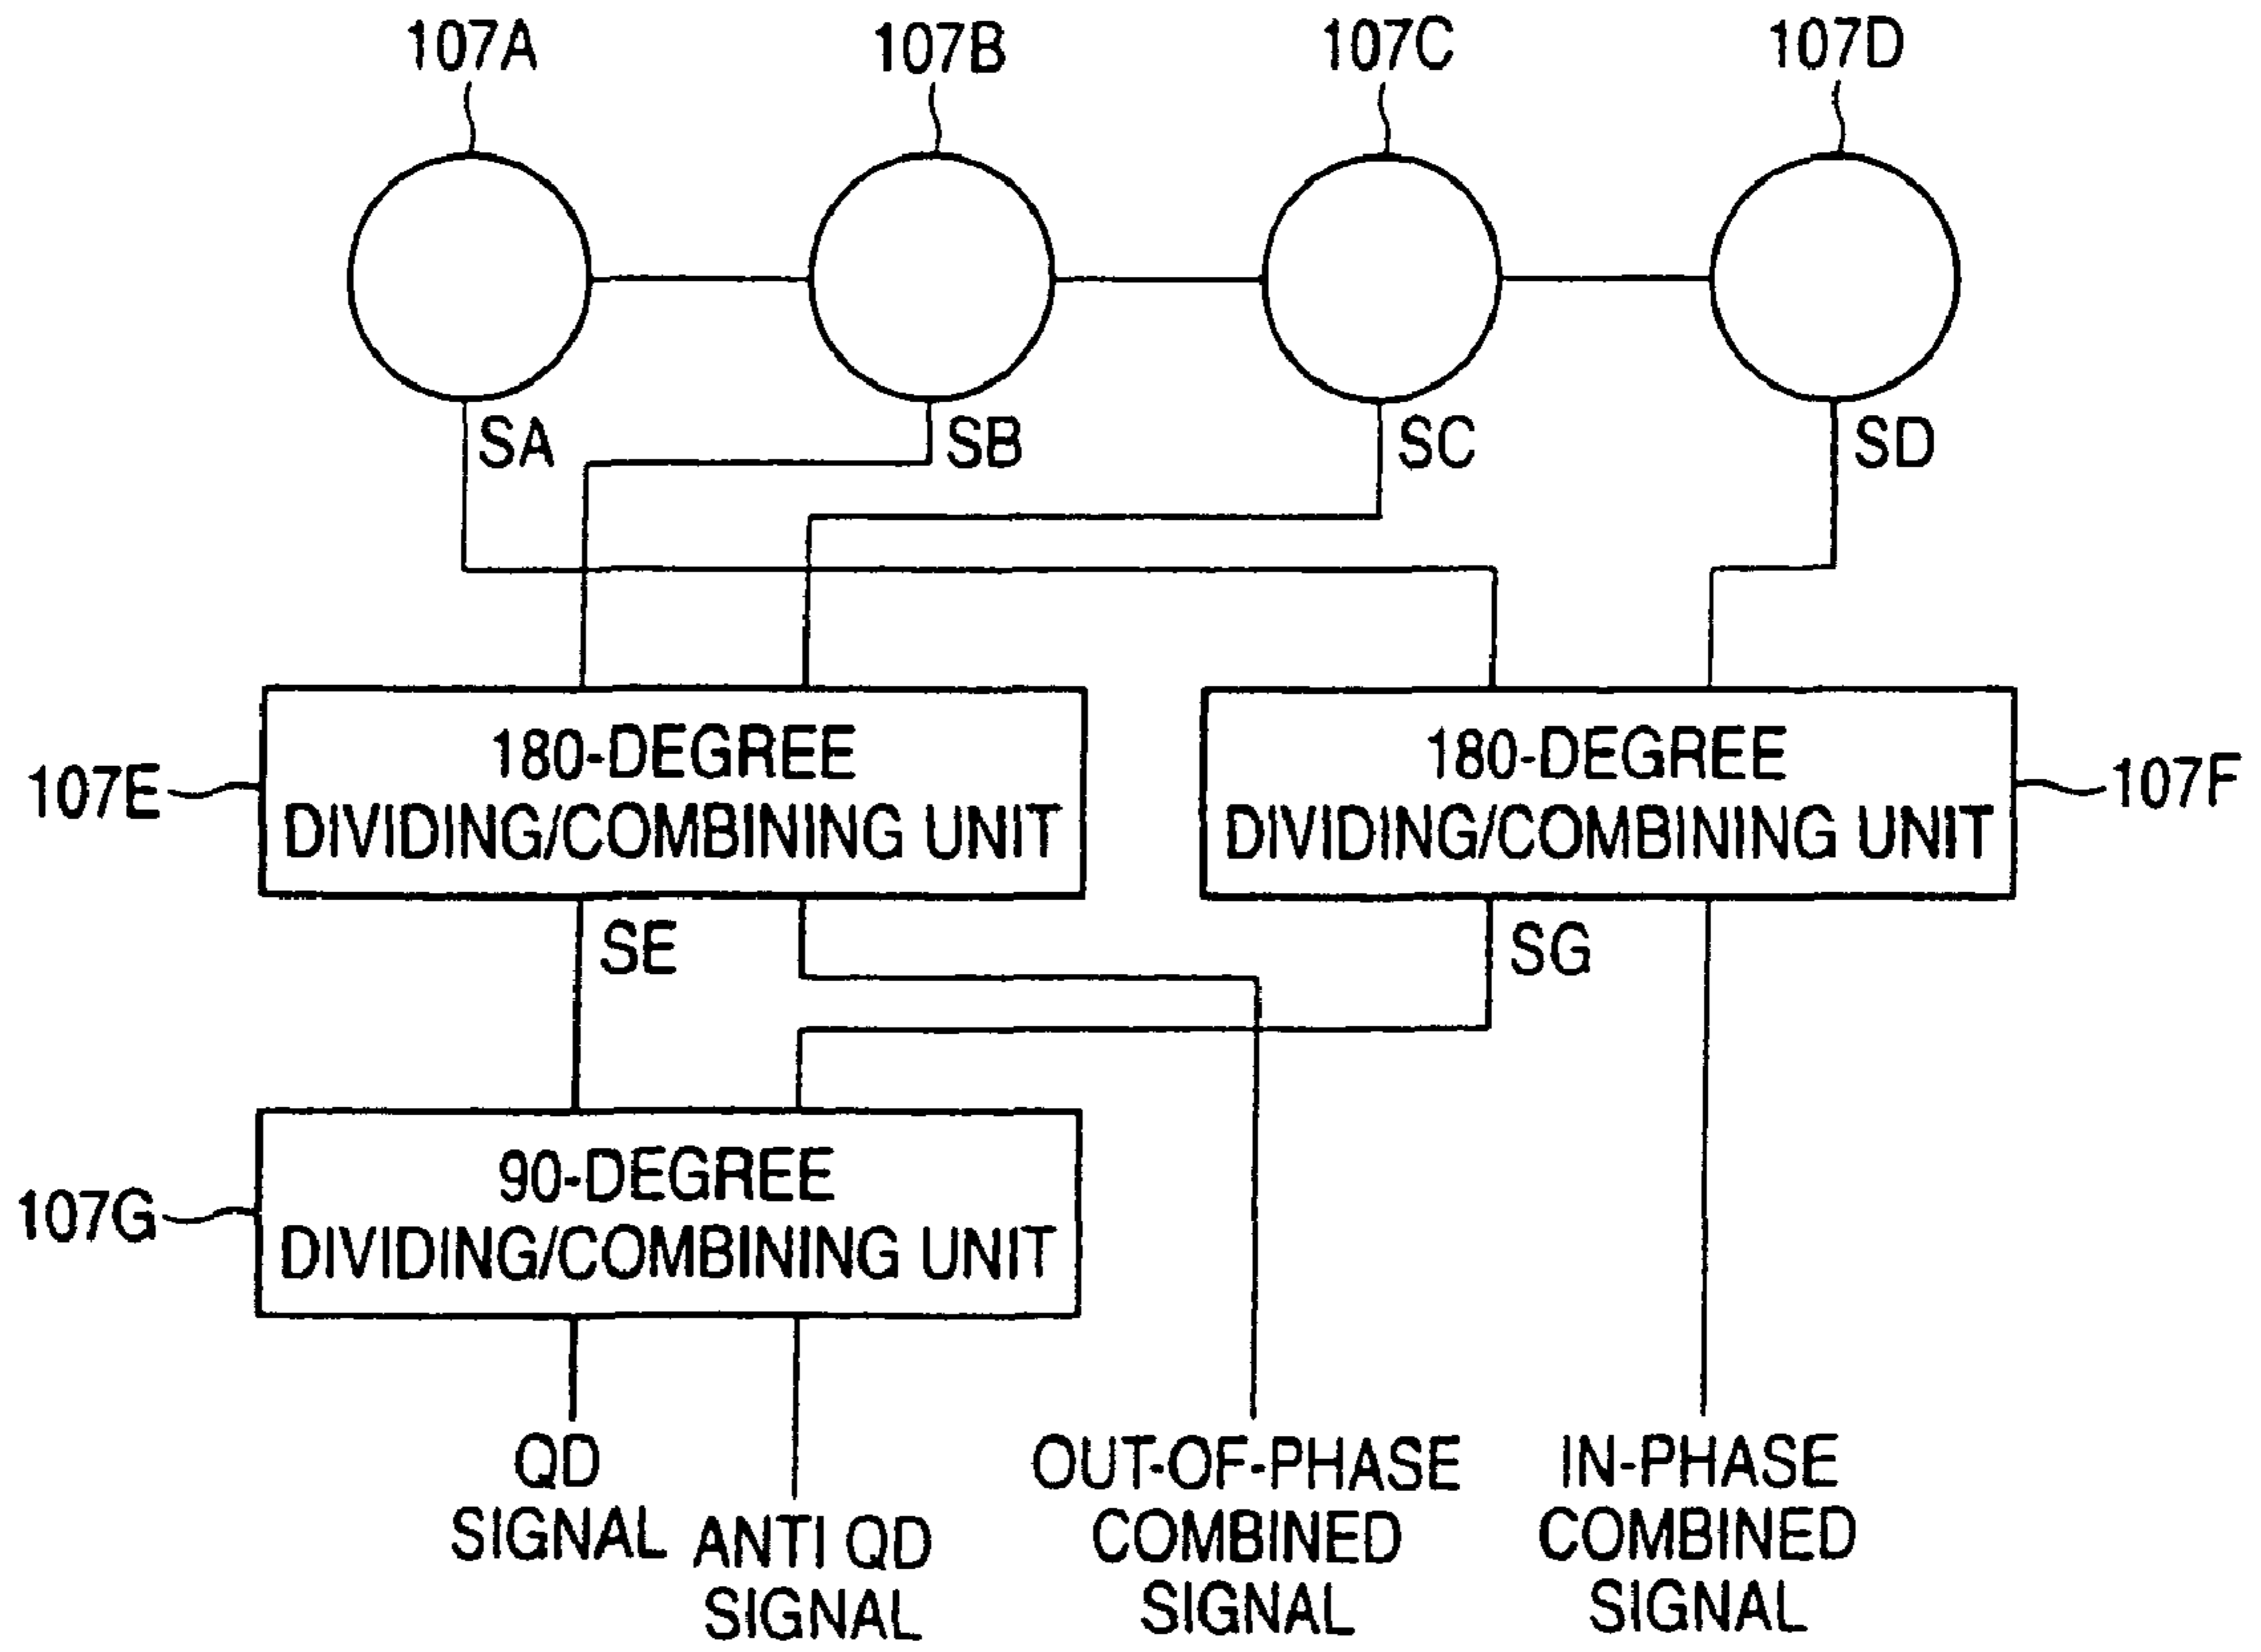 107A
107B
107C
107D
SA
SB
SC
SD
107E
180-DEGREE
DIVIDING/COMBINING UNIT
180-DEGREE
DIVIDING/COMBINING UNIT
107F
SE
SG
107G
90-DEGREE
DIVIDING/COMBINING UNIT
QD
SIGNAL
ANTI QD
SIGNAL
OUT-OF-PHASE
COMBINED
SIGNAL
IN-PHASE
COMBINED
SIGNAL